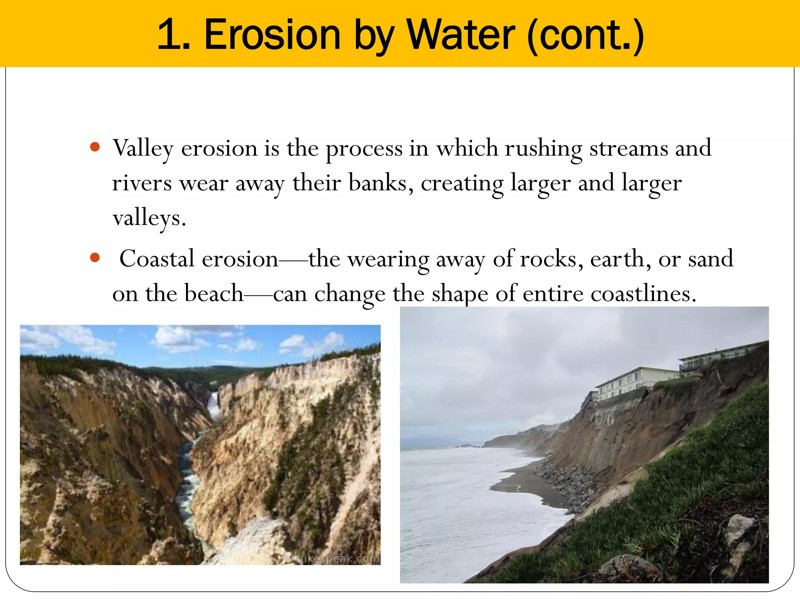 1. Erosion by Water (cont.)
• Valley erosion is the process in which rushing streams and
rivers wear away their banks, creating larger and larger
valleys.
• Coastal erosion—the wearing away of rocks, earth, or sand
on the beach—can change the shape of entire coastlines.
hikespeak.com